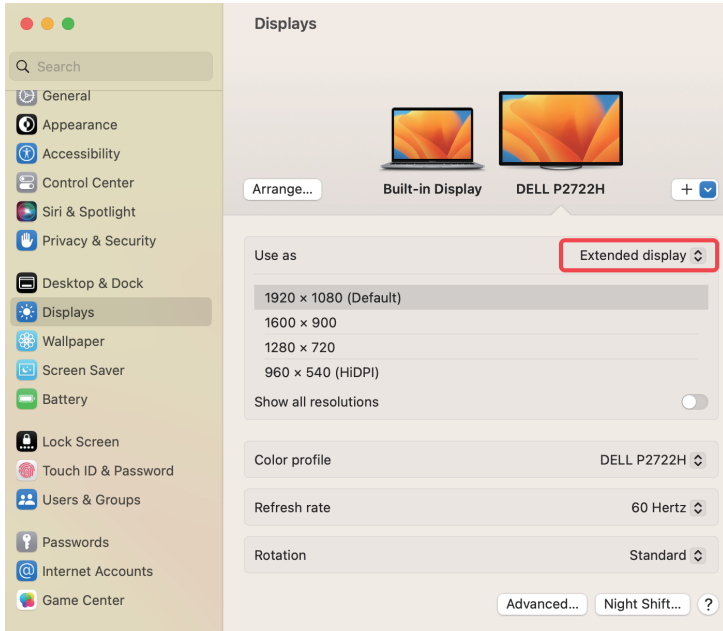 Displays
Search
General
Appearance
Accessibility
Control Center
Siri & Spotlight
Privacy & Security
Desktop & Dock
Displays
Wallpaper
Screen Saver
Battery
Lock Screen
Touch ID & Password
Users & Groups
Passwords
Internet Accounts
Game Center
Arrange...
Built-in Display
DELL P2722H
+
Use as
Extended display
1920 × 1080 (Default)
1600 × 900
1280 × 720
960 × 540 (HiDPI)
Show all resolutions
Color profile
DELL P2722H
Refresh rate
60 Hertz
Rotation
Standard
Advanced...
Night Shift...
?